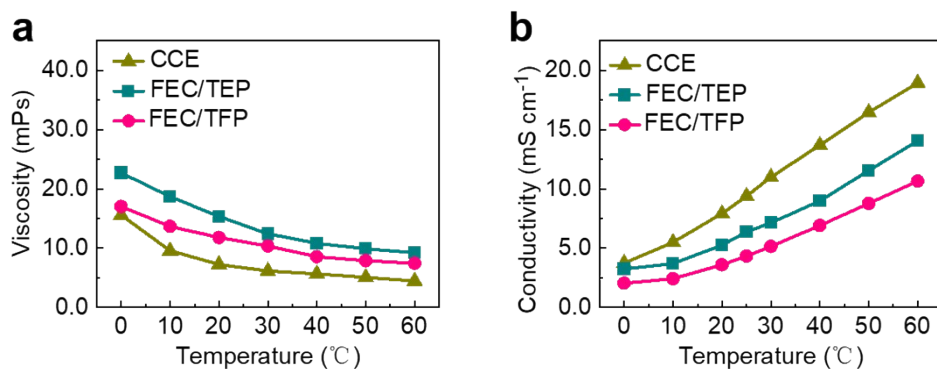 a
40.0
30.0
20.0
10.0
0.0
Viscosity (mPs)
CCE
FEC/TEP
FEC/TFP
0 10 20 30 40 50 60
Temperature (℃)
b
20.0
15.0
10.0
5.0
0.0
Conductivity (mS cm⁻¹)
CCE
FEC/TEP
FEC/TFP
0 10 20 30 40 50 60
Temperature (℃)